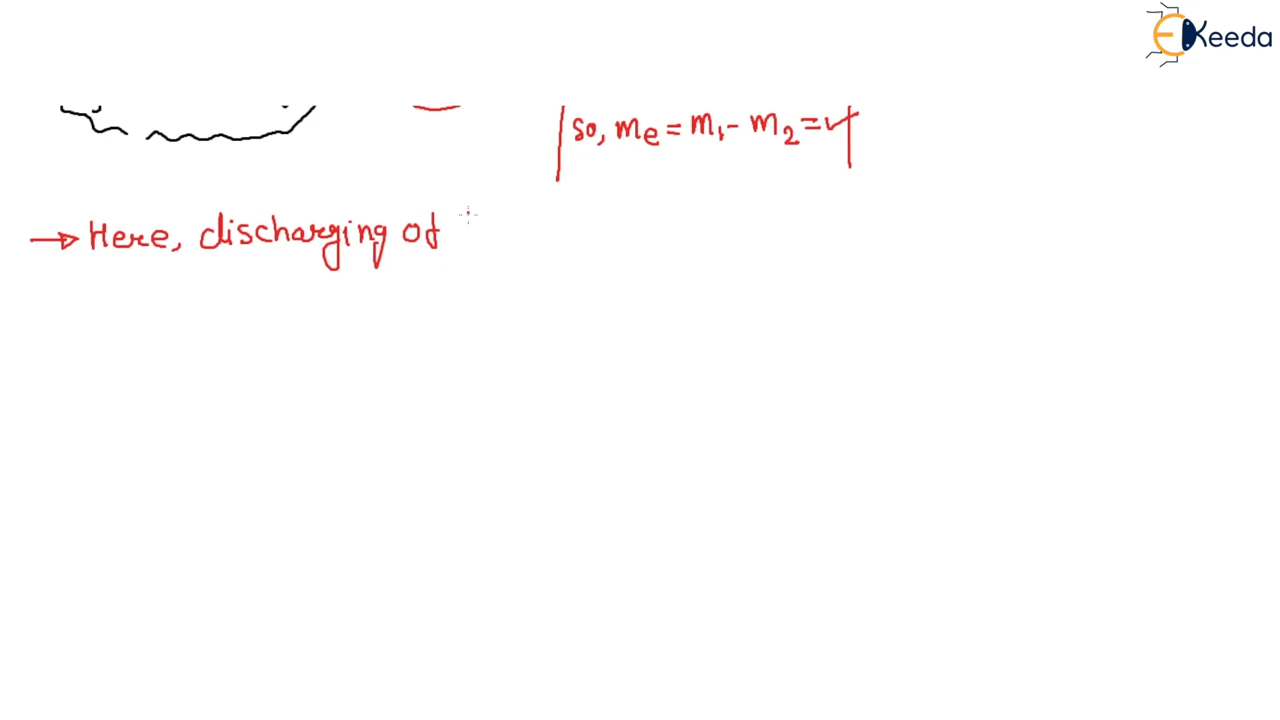 Keeda
so, me = m1 - m2 = ✓
→ Here, discharging of